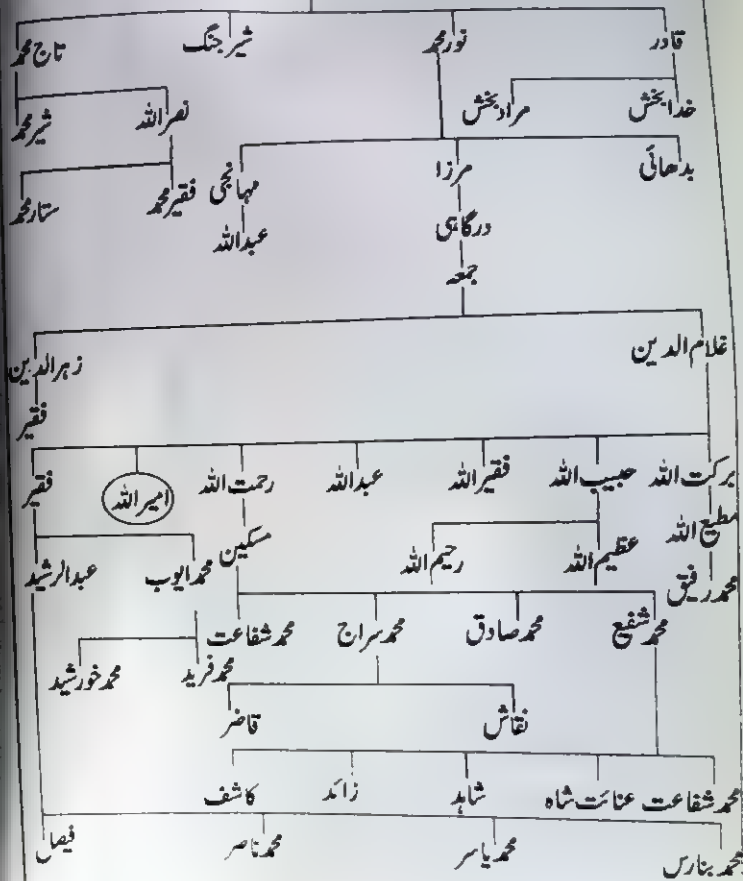 قادر نور محمد شیر جنگ تاج محمد
خدا بخش مراد بخش نصر اللہ شیر محمد
بدھائی مرزا مہانجی فقیر محمد ستار محمد
درگاہی عبداللہ
جمعہ
غلام الدین زہر الدین
فقیر
برکت اللہ حبیب اللہ فقیر اللہ عبداللہ رحمت اللہ امیر اللہ فقیر
مطیع اللہ عظیم اللہ رحیم اللہ مسکین محمد ایوب عبدالرشید
محمد رفیق
محمد شفیع محمد صادق محمد سراج محمد شفاعت محمد فرید محمد خورشید
نقاش قاضر
محمد شفاعت عنائت شاہ شاہد زائد کاشف
محمد بنارس محمد یاسر محمد ناصر فیصل